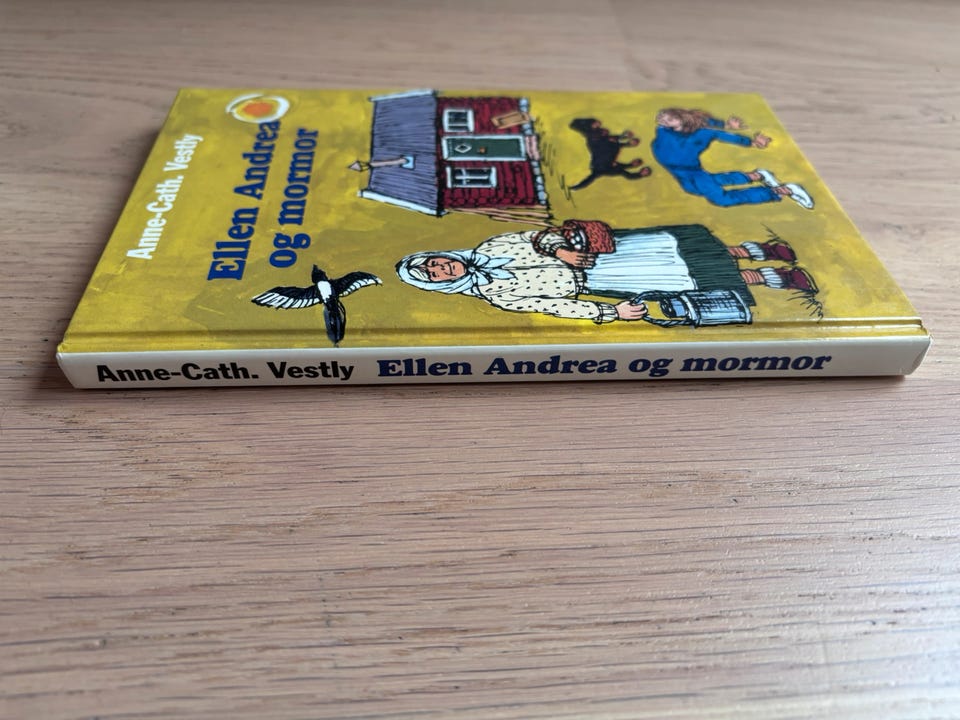 Anne-Cath. Vestly
Ellen Andrea
og mormor
Anne-Cath. Vestly Ellen Andrea og mormor